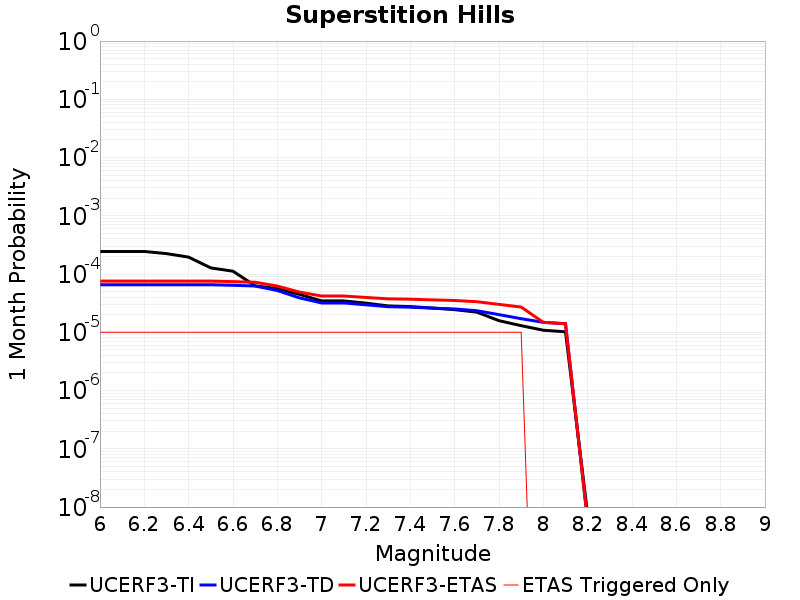 Superstition Hills
10^0
10^-1
10^-2
10^-3
10^-4
10^-5
10^-6
10^-7
10^-8
1 Month Probability
6 6.2 6.4 6.6 6.8 7 7.2 7.4 7.6 7.8 8 8.2 8.4 8.6 8.8 9
Magnitude
UCERF3-TI UCERF3-TD UCERF3-ETAS ETAS Triggered Only